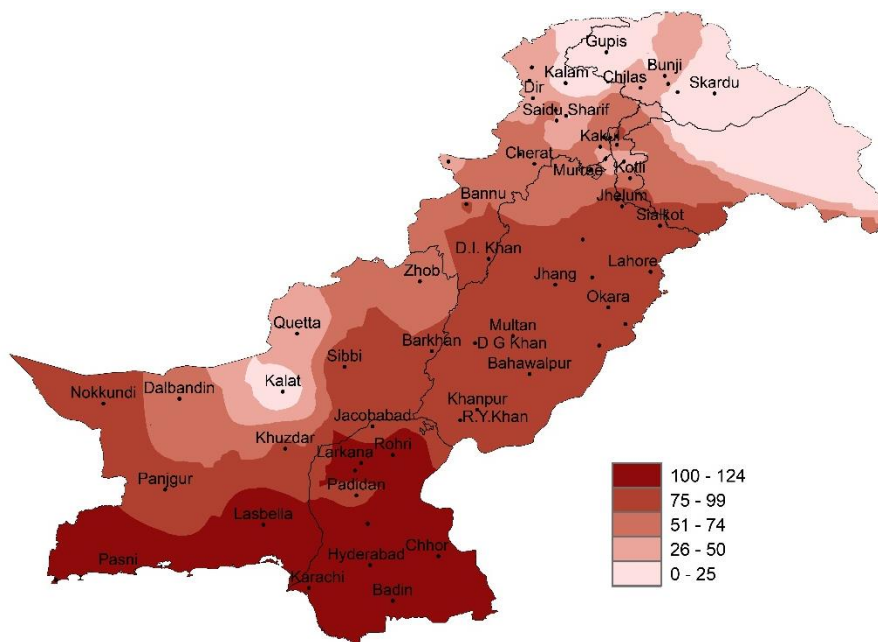 Gupis
Kalam
Chilas
Bunji
Skardu
Dir
Saidu Sharif
Kakul
Cherat
Murree
Kotli
Bannu
Jhelum
Sialkot
D.I. Khan
Zhob
Jhang
Lahore
Okara
Quetta
Multan
Barkhan
D G Khan
Sibbi
Bahawalpur
Nokkundi
Dalbandin
Kalat
Khanpur
R.Y.Khan
Jacobabad
Khuzdar
Rohri
Larkana
Panjgur
Padidan
Lasbella
Pasni
Hyderabad
Chhor
Karachi
Badin
100 - 124
75 - 99
51 - 74
26 - 50
0 - 25